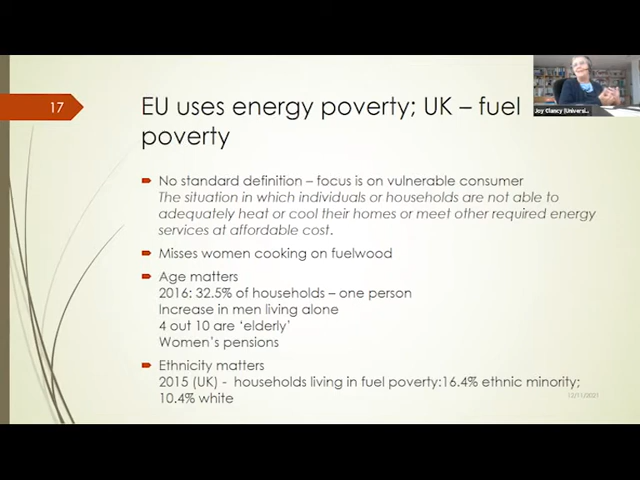 17
EU uses energy poverty; UK – fuel
poverty
Joy Clancy (Universi...
No standard definition – focus is on vulnerable consumer
The situation in which individuals or households are not able to
adequately heat or cool their homes or meet other required energy
services at affordable cost.
Misses women cooking on fuelwood
Age matters
2016: 32.5% of households – one person
Increase in men living alone
4 out 10 are ‘elderly’
Women’s pensions
Ethnicity matters
2015 (UK) - households living in fuel poverty:16.4% ethnic minority;
10.4% white
12/11/2021